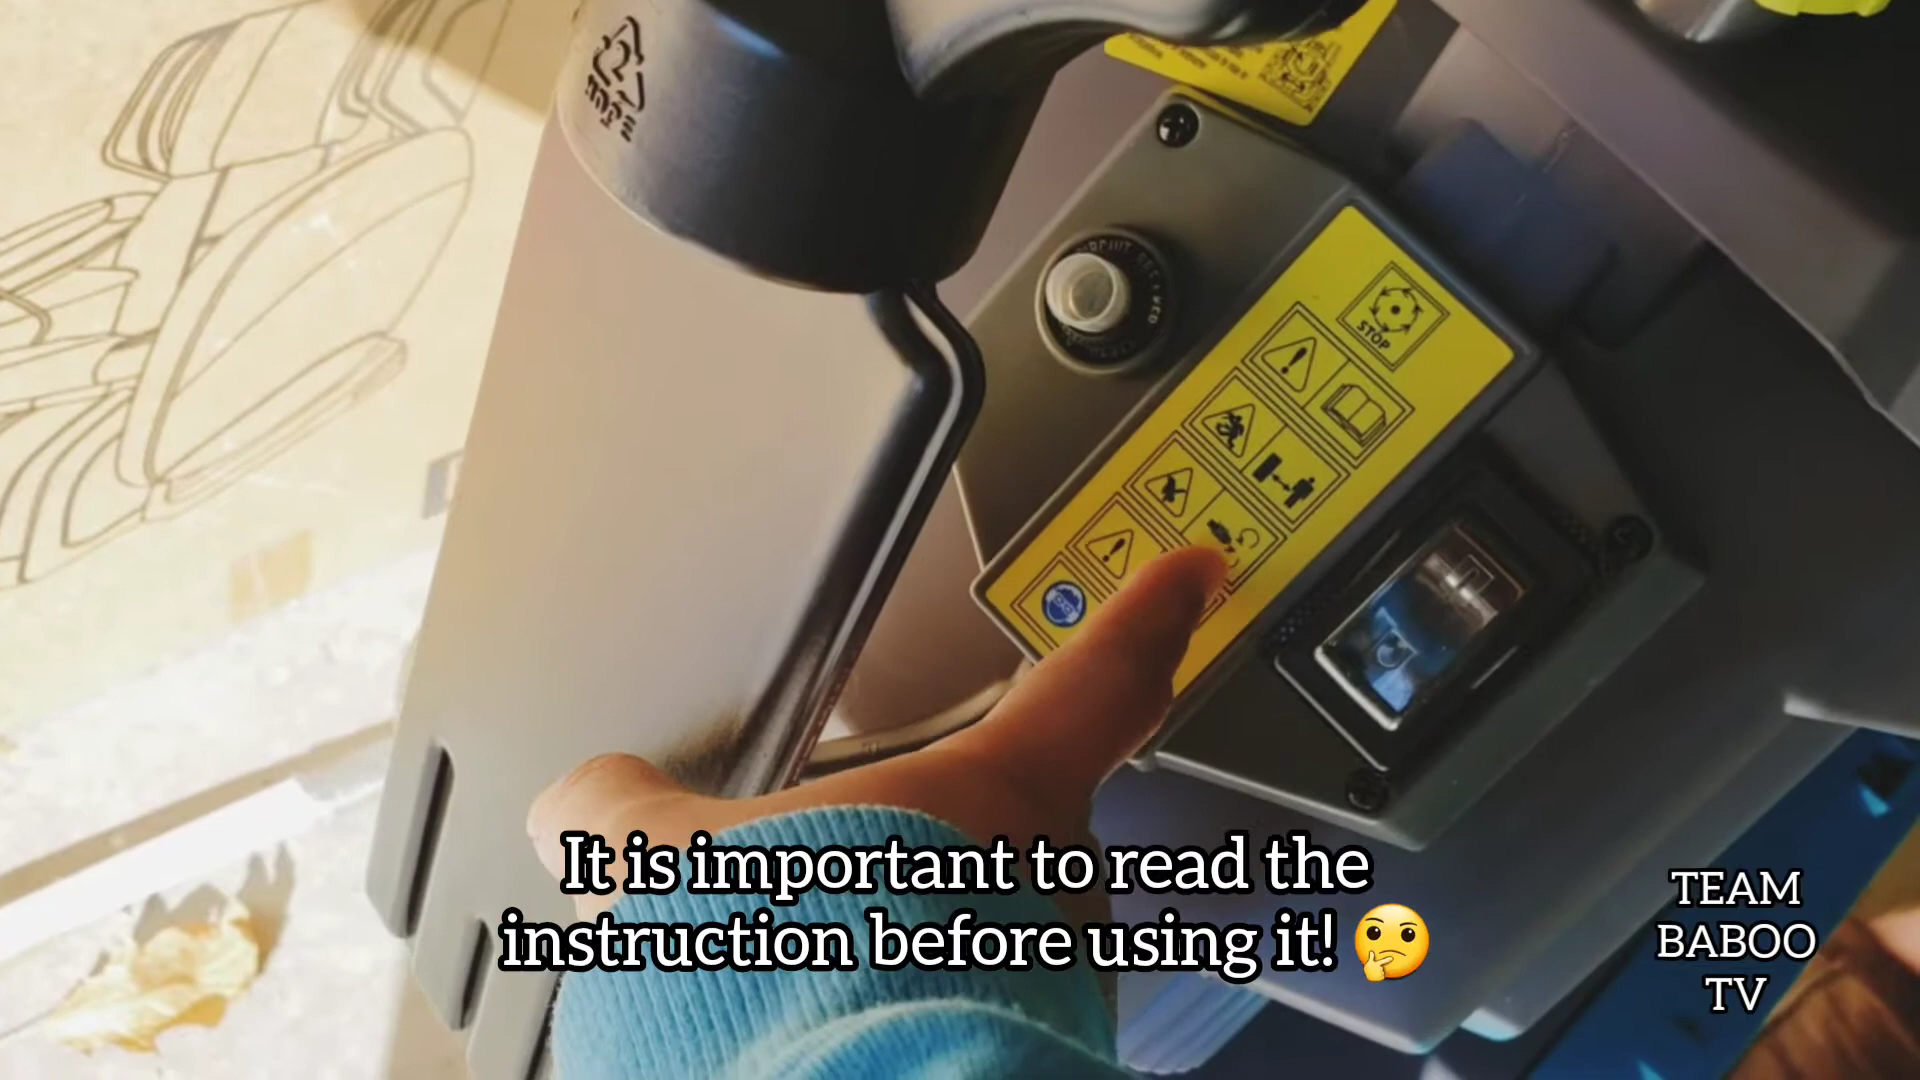 STOP
It is important to read the
instruction before using it! 🤔
TEAM
BABOO
TV